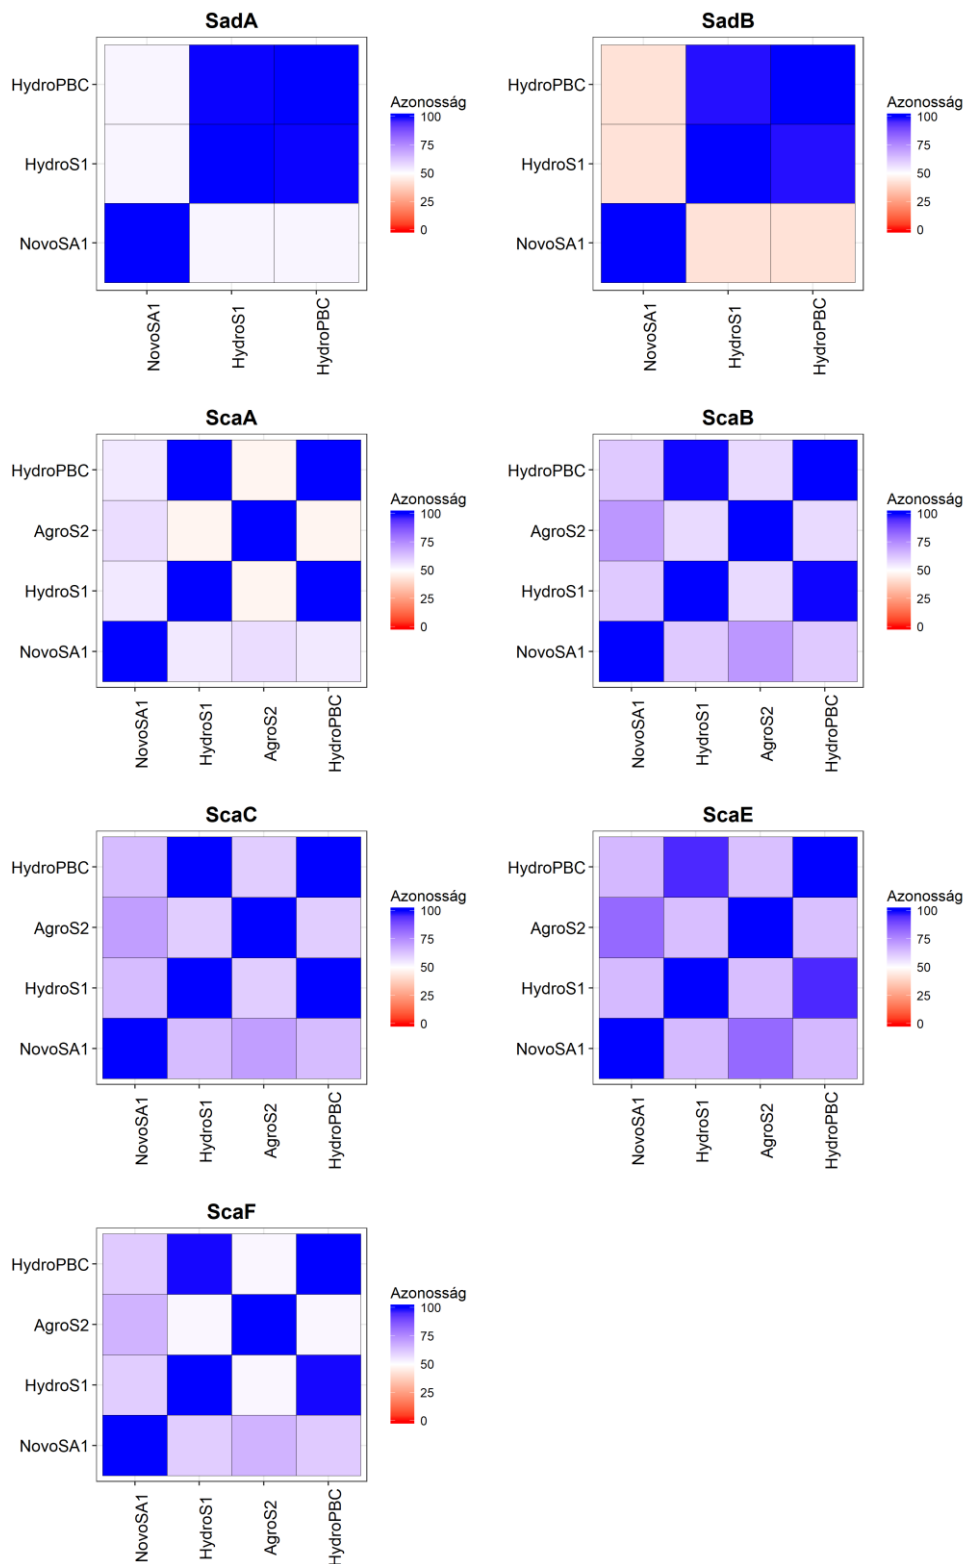 SadA
HydroPBC
HydroS1
NovoSA1
NovoSA1
HydroS1
HydroPBC
Azonosság
100
75
50
25
0
SadB
HydroPBC
HydroS1
NovoSA1
NovoSA1
HydroS1
HydroPBC
Azonosság
100
75
50
25
0
ScaA
HydroPBC
AgroS2
HydroS1
NovoSA1
NovoSA1
HydroS1
AgroS2
HydroPBC
Azonosság
100
75
50
25
0
ScaB
HydroPBC
AgroS2
HydroS1
NovoSA1
NovoSA1
HydroS1
AgroS2
HydroPBC
Azonosság
100
75
50
25
0
ScaC
HydroPBC
AgroS2
HydroS1
NovoSA1
NovoSA1
HydroS1
AgroS2
HydroPBC
Azonosság
100
75
50
25
0
ScaE
HydroPBC
AgroS2
HydroS1
NovoSA1
NovoSA1
HydroS1
AgroS2
HydroPBC
Azonosság
100
75
50
25
0
ScaF
HydroPBC
AgroS2
HydroS1
NovoSA1
NovoSA1
HydroS1
AgroS2
HydroPBC
Azonosság
100
75
50
25
0